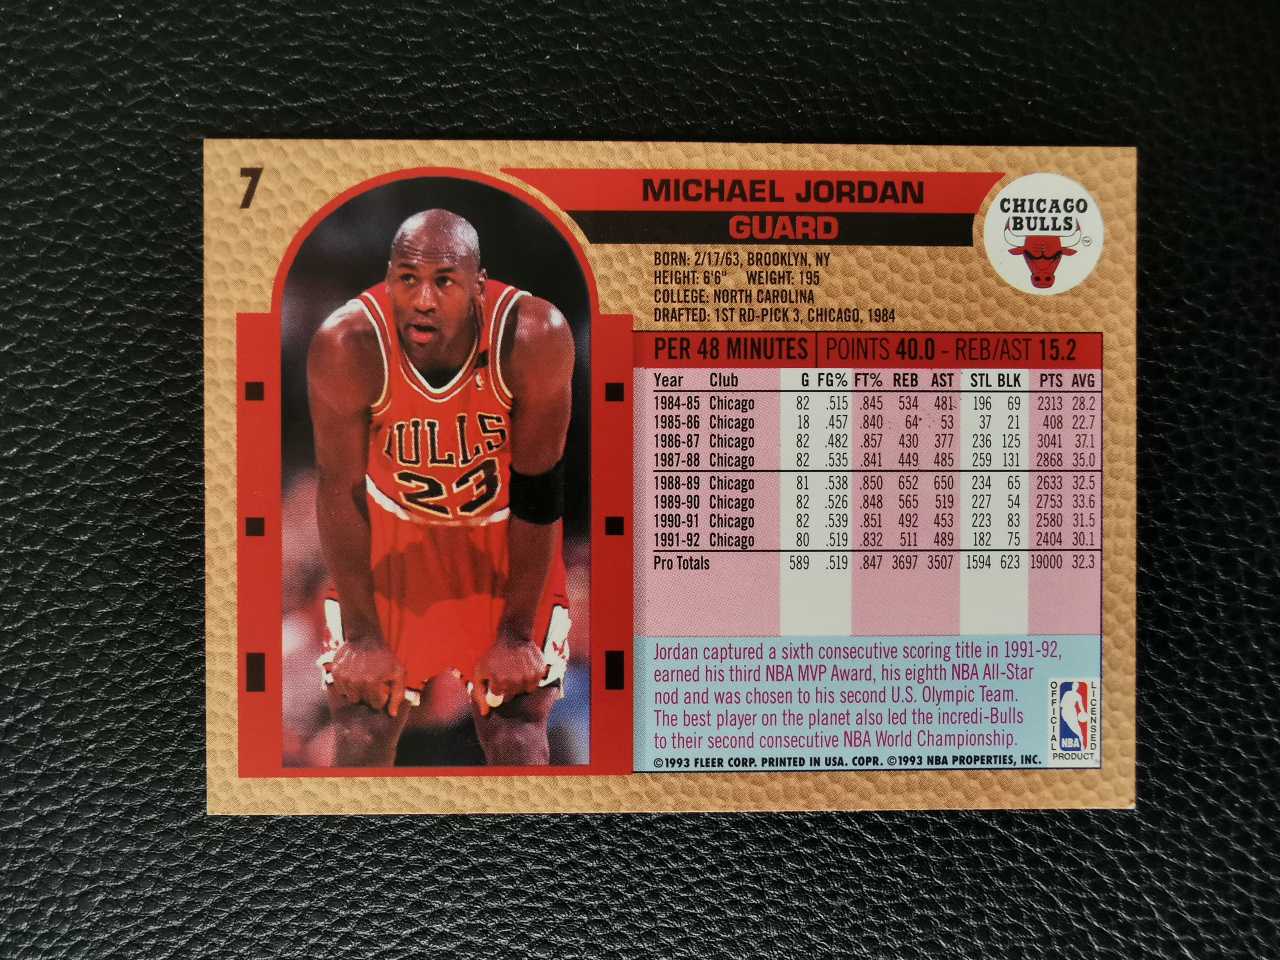 7
MICHAEL JORDAN
GUARD
CHICAGO
BULLS
BORN: 2/17/63, BROOKLYN, NY
HEIGHT: 6'6" WEIGHT: 195
COLLEGE: NORTH CAROLINA
DRAFTED: 1ST RD-PICK 3, CHICAGO, 1984
PER 48 MINUTES | POINTS 40.0 - REB/AST 15.2
Year Club G FG% FT% REB AST STL BLK PTS AVG
1984-85 Chicago 82 .515 .845 534 481 196 69 2313 28.2
1985-86 Chicago 18 .457 .840 64 53 37 21 408 22.7
1986-87 Chicago 82 .482 .857 430 377 236 125 3041 37.1
1987-88 Chicago 82 .535 .841 449 485 259 131 2868 35.0
1988-89 Chicago 81 .538 .850 652 650 234 65 2633 32.5
1989-90 Chicago 82 .526 .848 565 519 227 54 2753 33.6
1990-91 Chicago 82 .539 .851 492 453 223 83 2580 31.5
1991-92 Chicago 80 .519 .832 511 489 182 75 2404 30.1
Pro Totals 589 .519 .847 3697 3507 1594 623 19000 32.3
BULLS
23
Jordan captured a sixth consecutive scoring title in 1991-92,
earned his third NBA MVP Award, his eighth NBA All-Star
nod and was chosen to his second U.S. Olympic Team.
The best player on the planet also led the incredi-Bulls
to their second consecutive NBA World Championship.
©1993 FLEER CORP. PRINTED IN USA. COPR. ©1993 NBA PROPERTIES, INC.
OFFICIAL
LICENSED
NBA
PRODUCT